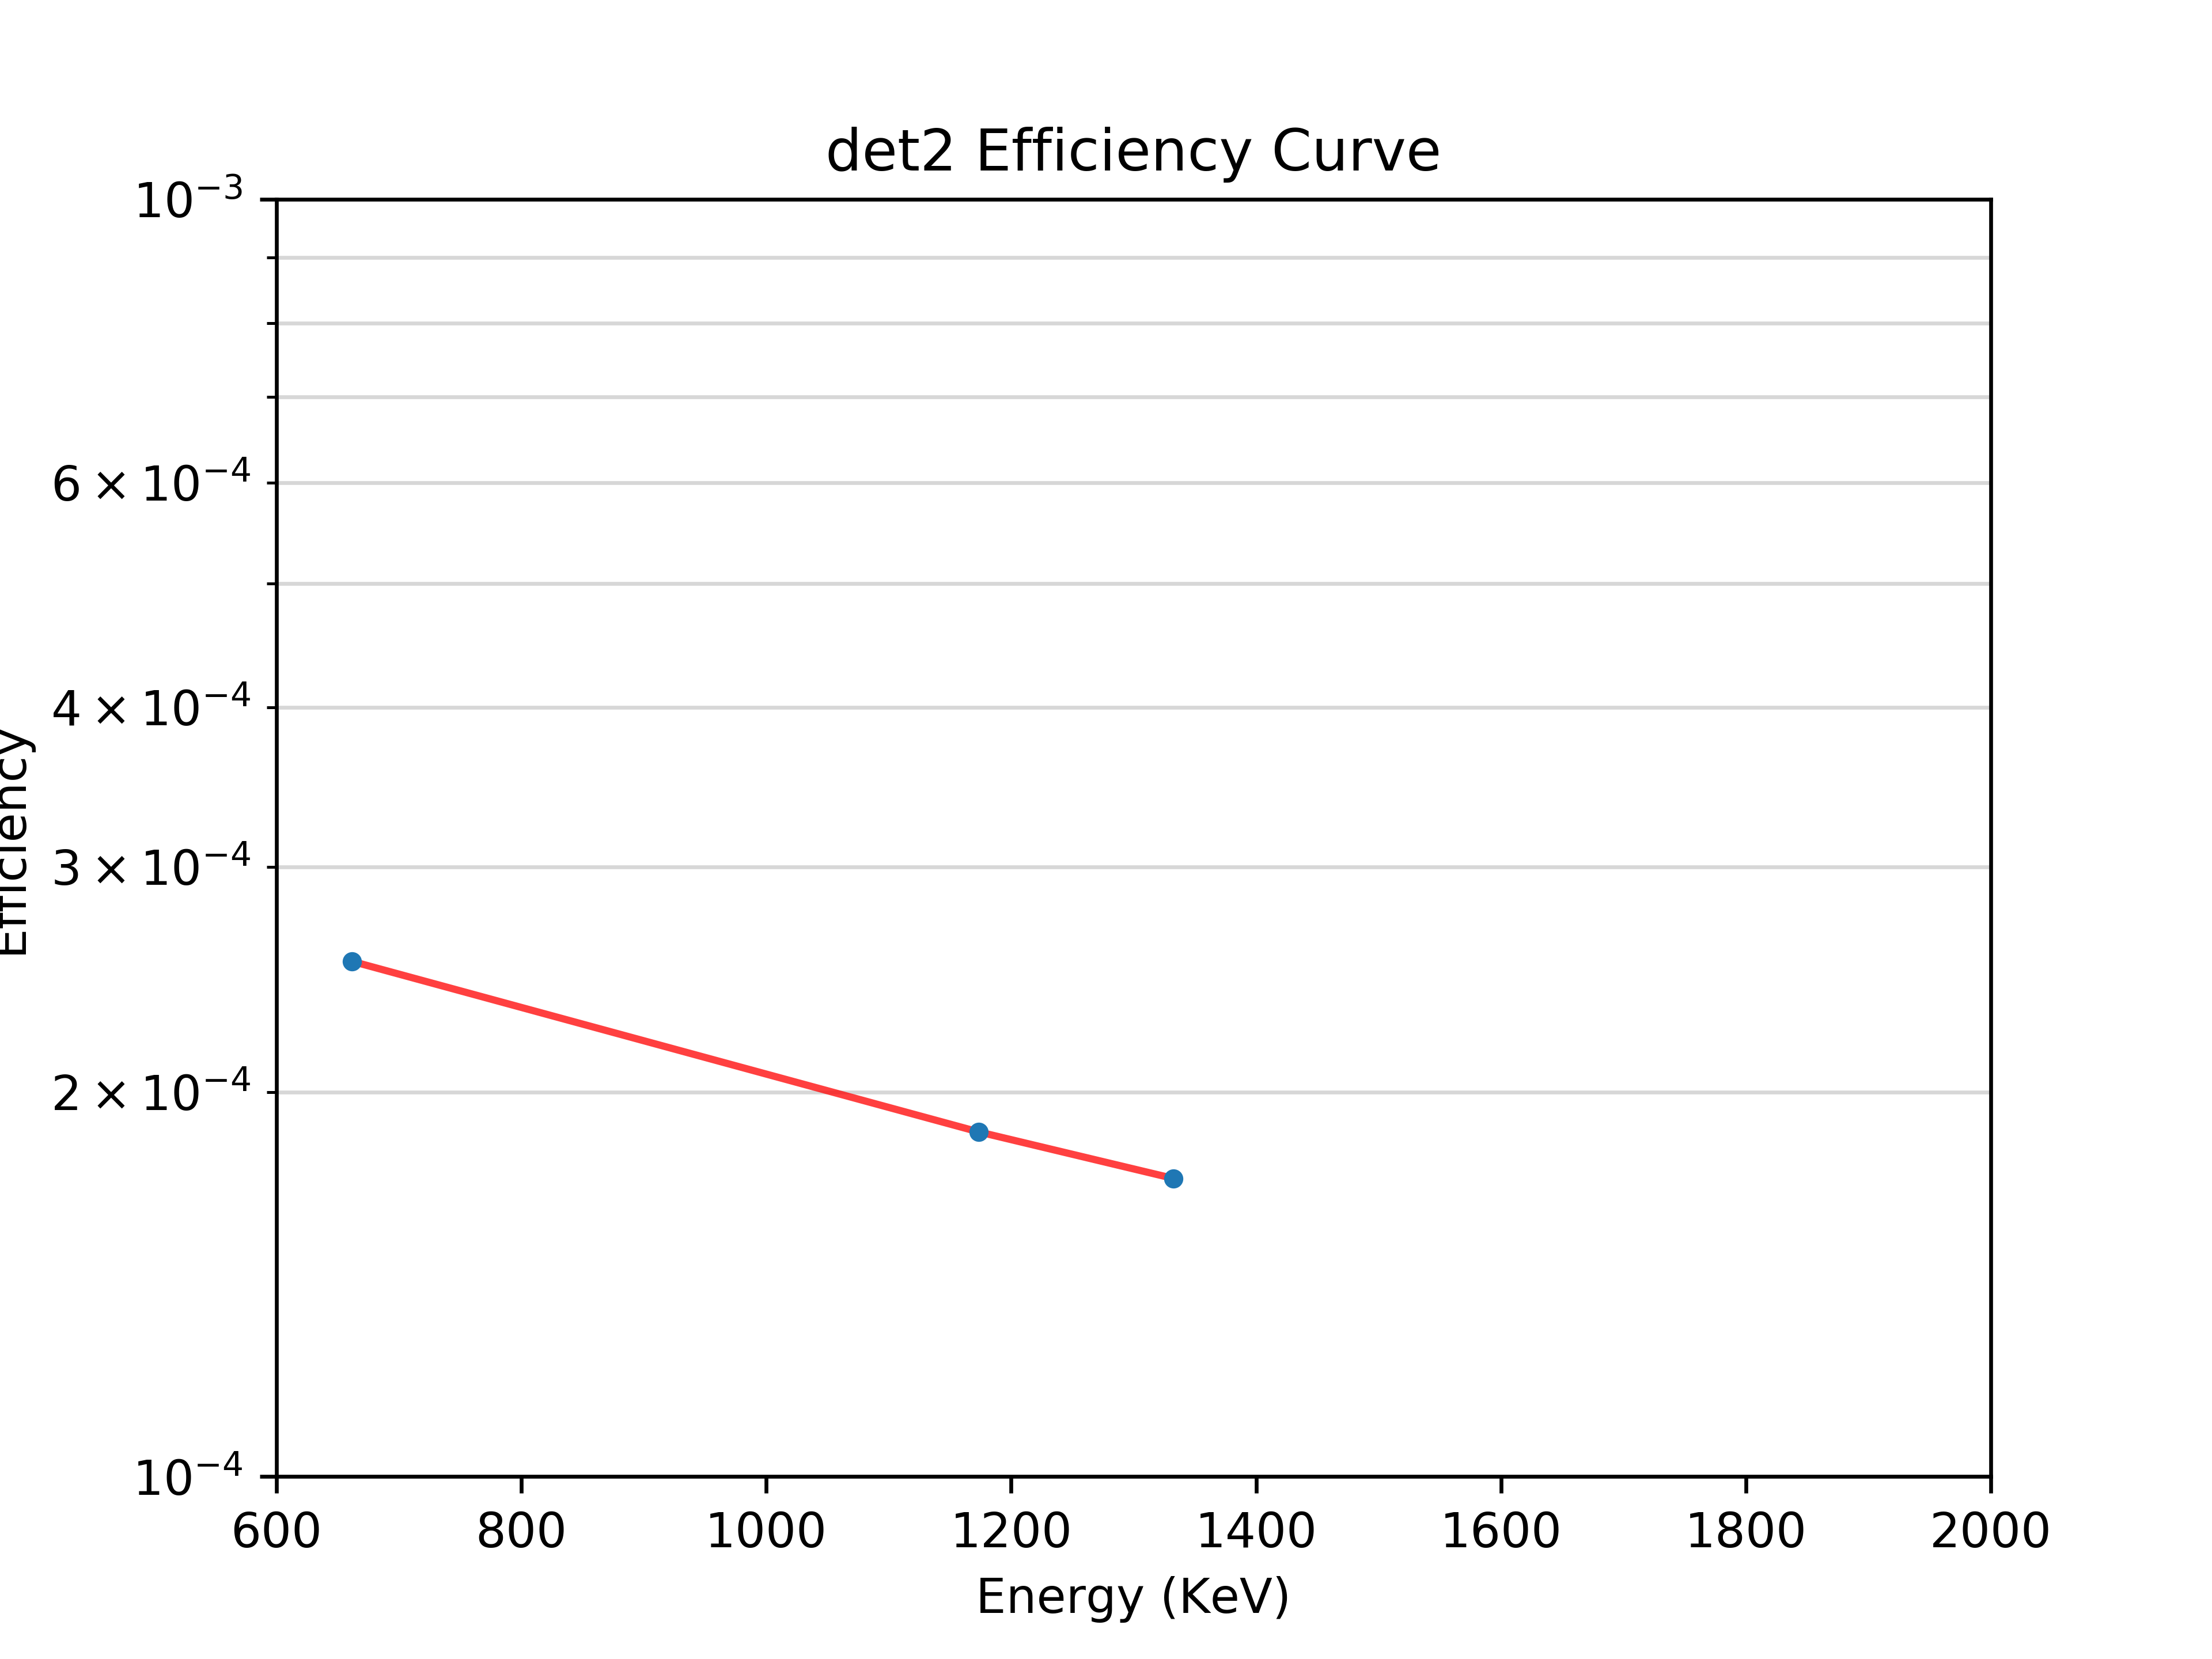 det2 Efficiency Curve
10⁻³
6 × 10⁻⁴
4 × 10⁻⁴
3 × 10⁻⁴
2 × 10⁻⁴
10⁻⁴
Efficiency
600 800 1000 1200 1400 1600 1800 2000
Energy (KeV)